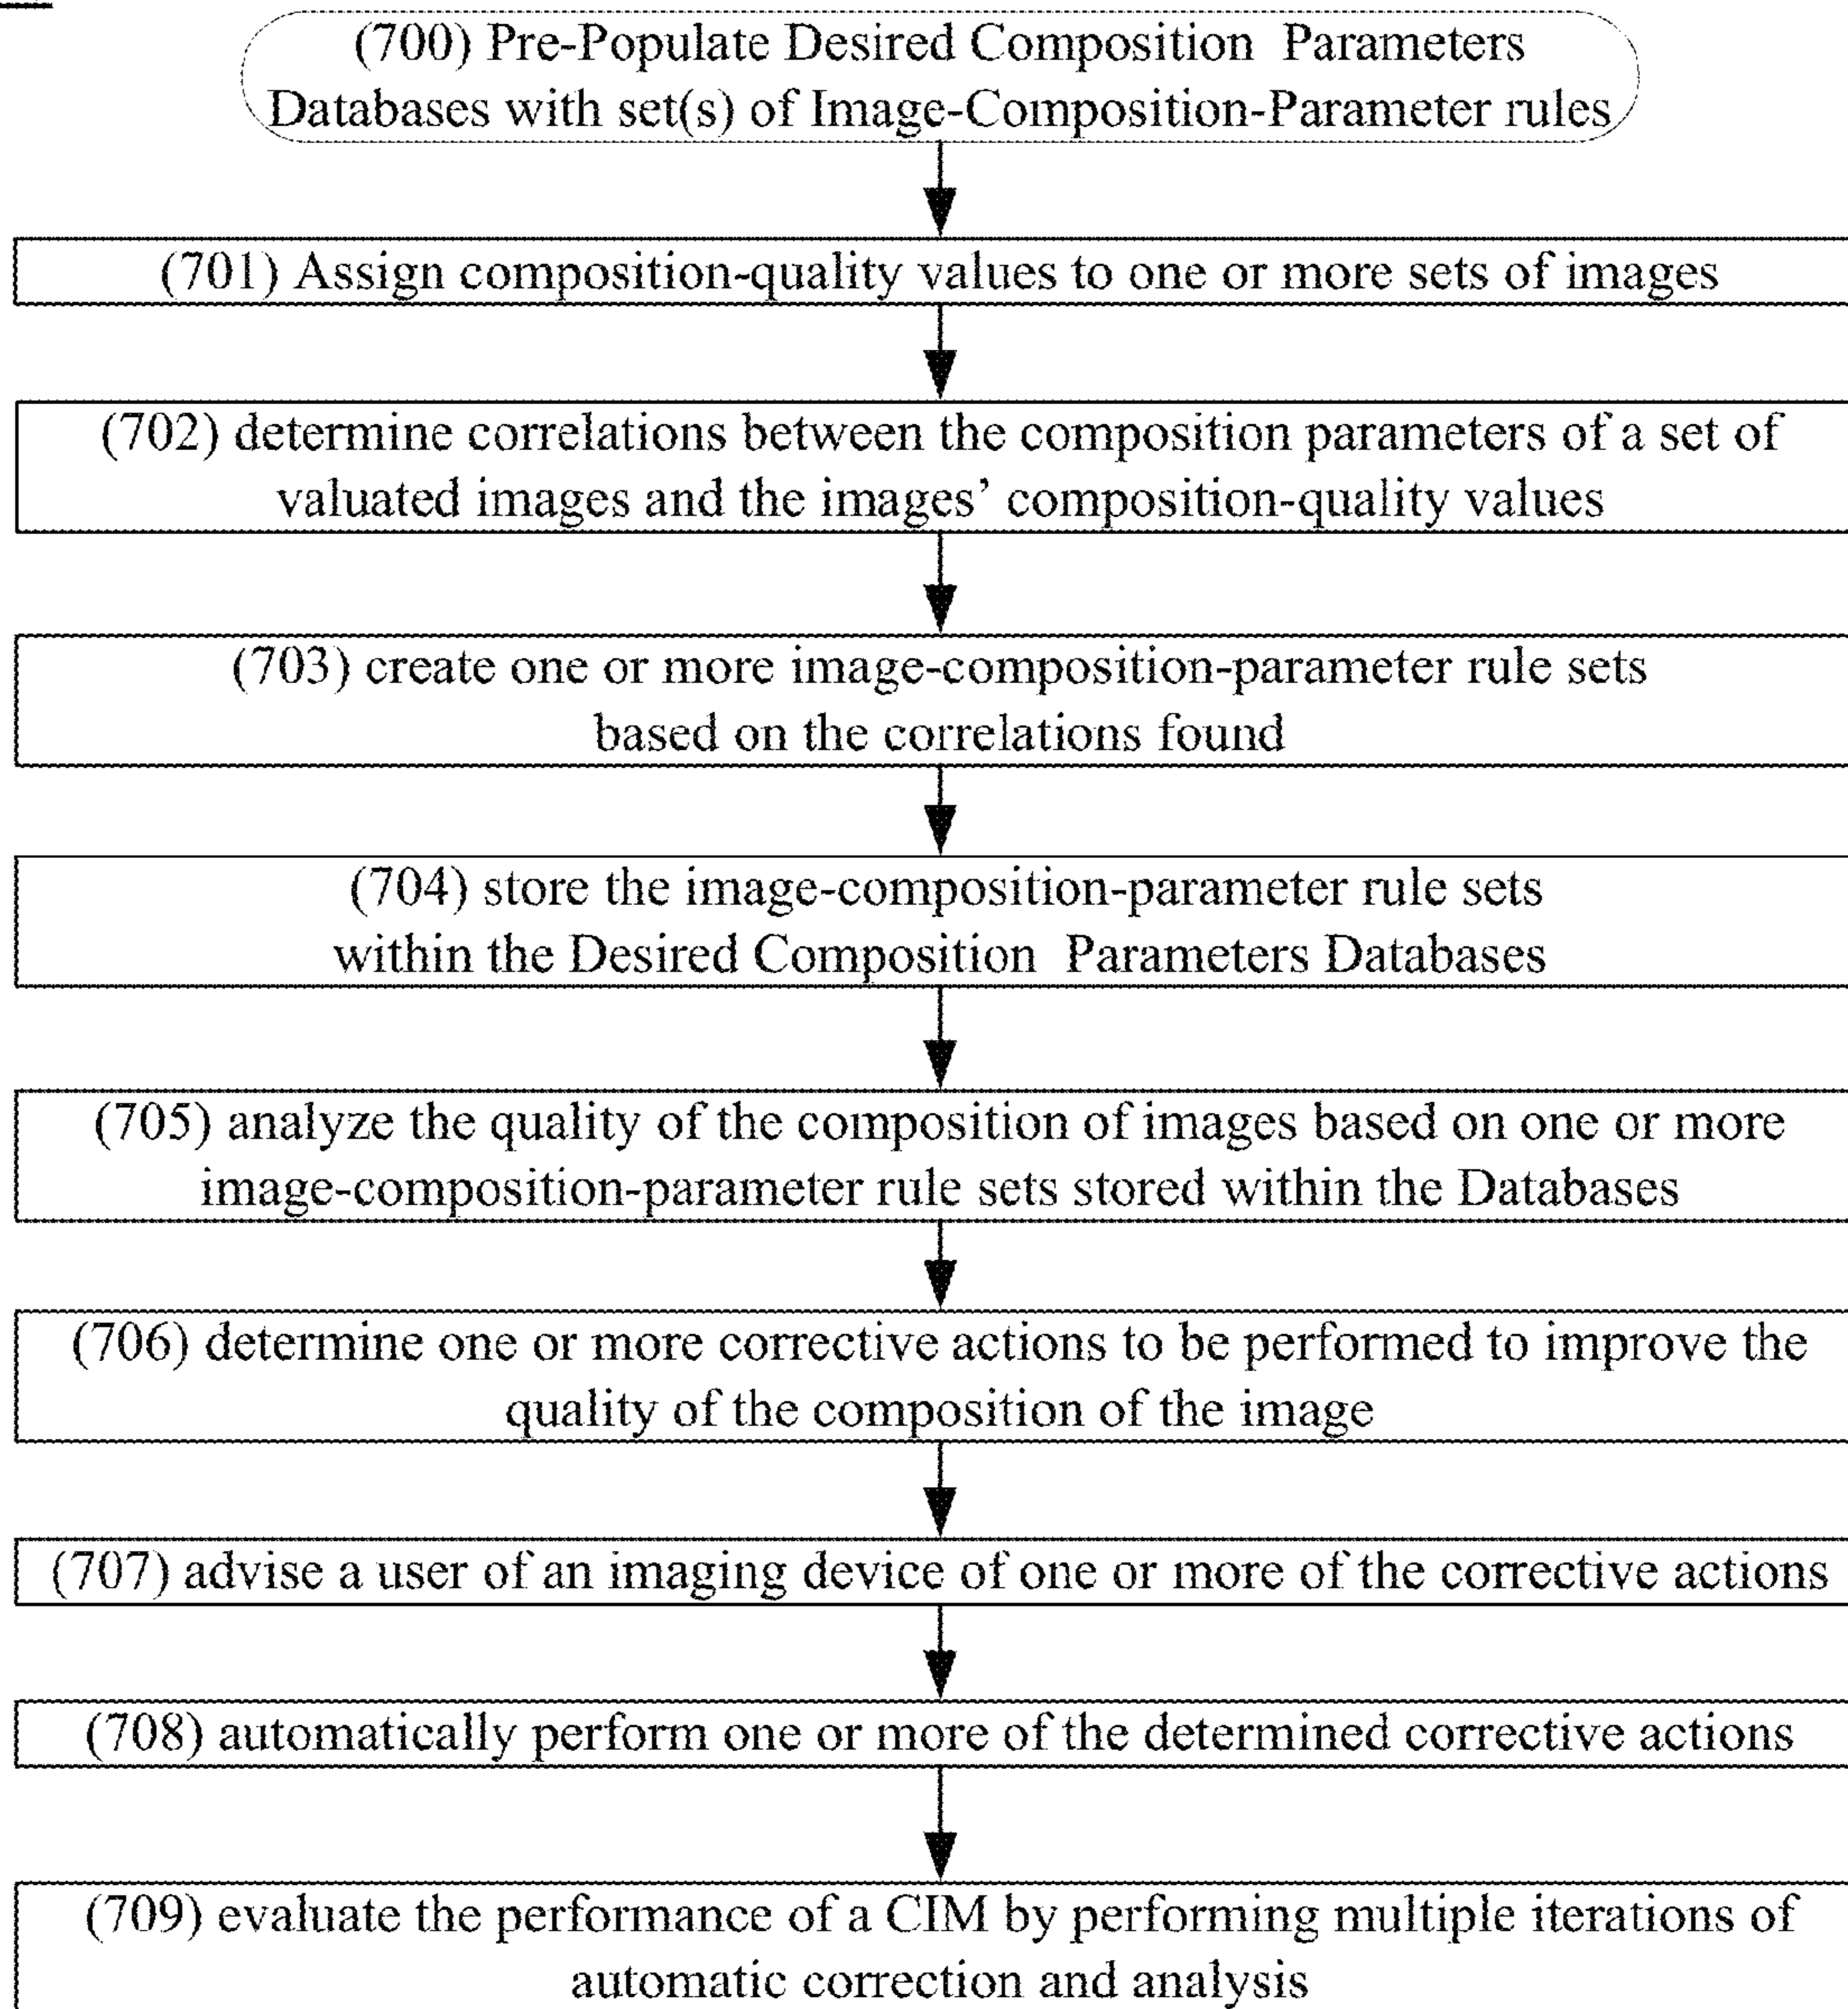 (700) Pre-Populate Desired Composition Parameters
Databases with set(s) of Image-Composition-Parameter rules
(701) Assign composition-quality values to one or more sets of images
(702) determine correlations between the composition parameters of a set of
valuated images and the images’ composition-quality values
(703) create one or more image-composition-parameter rule sets
based on the correlations found
(704) store the image-composition-parameter rule sets
within the Desired Composition Parameters Databases
(705) analyze the quality of the composition of images based on one or more
image-composition-parameter rule sets stored within the Databases
(706) determine one or more corrective actions to be performed to improve the
quality of the composition of the image
(707) advise a user of an imaging device of one or more of the corrective actions
(708) automatically perform one or more of the determined corrective actions
(709) evaluate the performance of a CIM by performing multiple iterations of
automatic correction and analysis